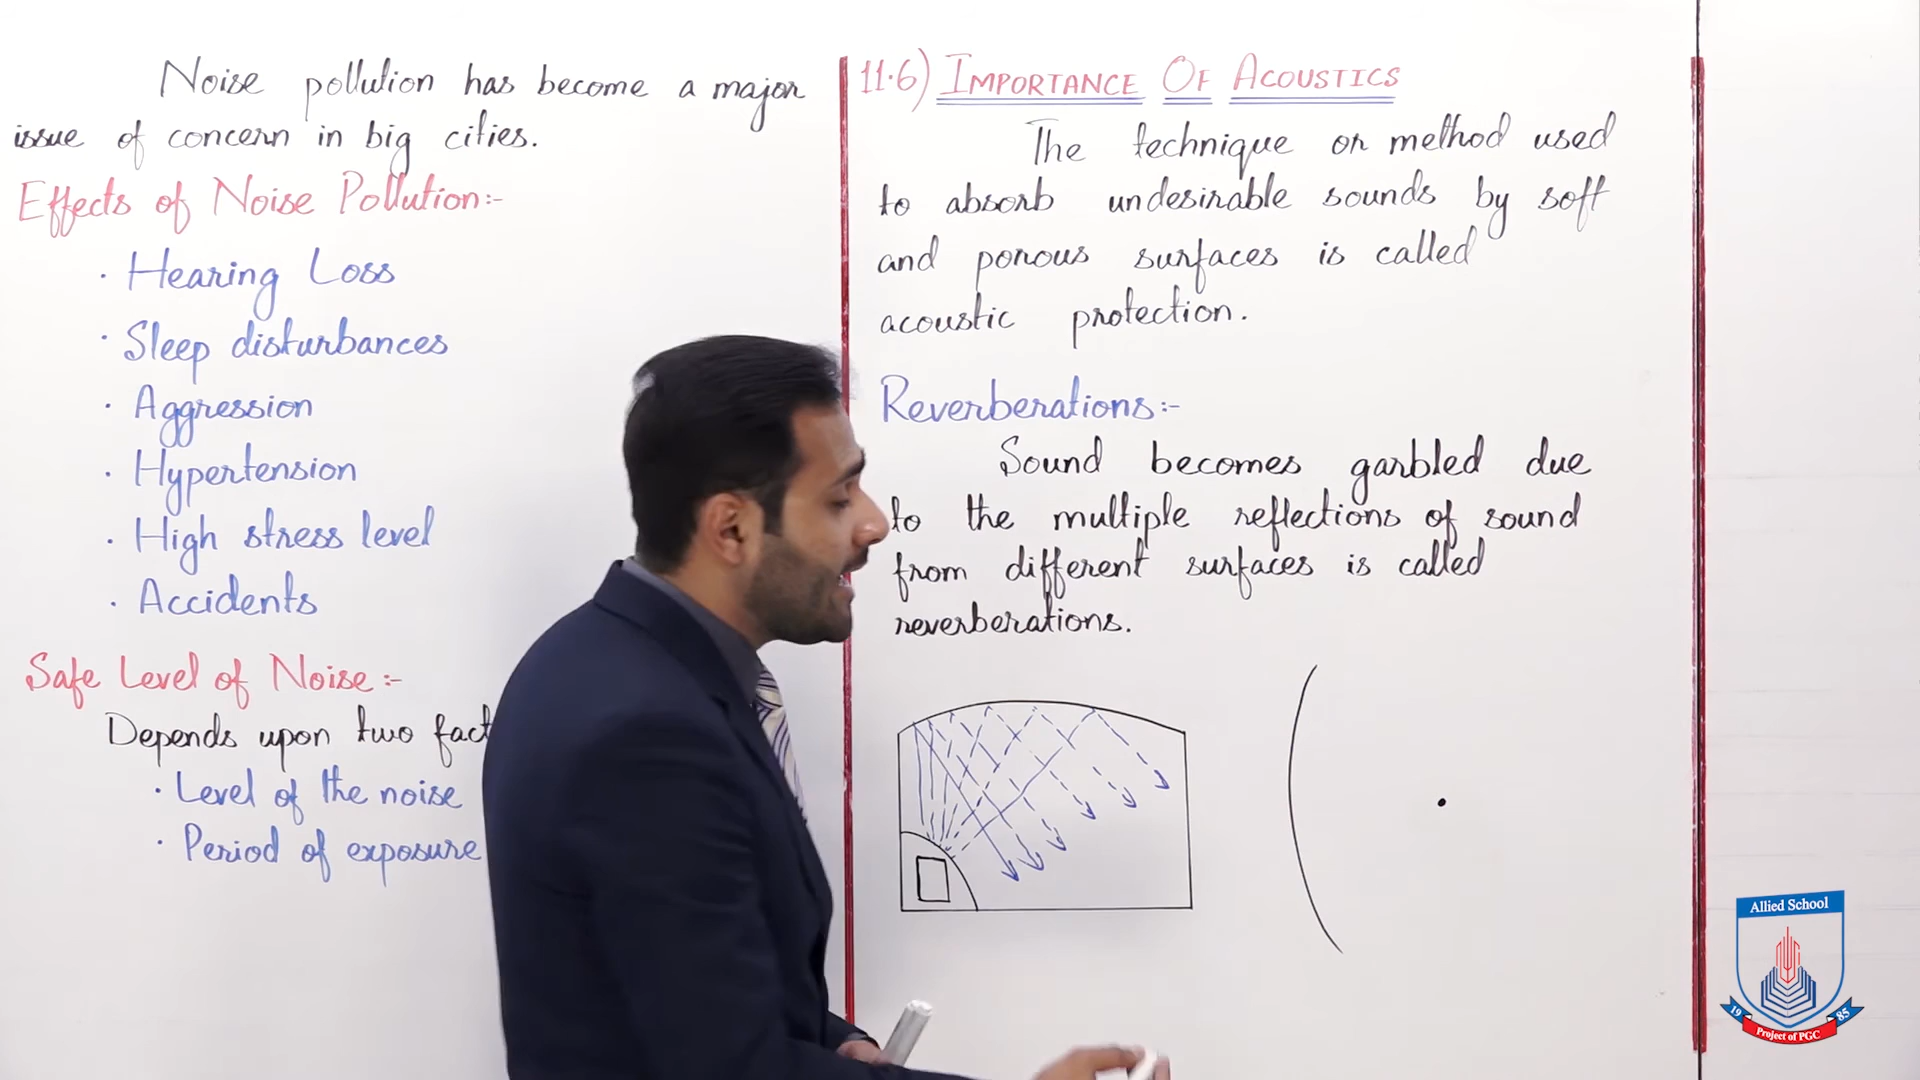 Noise pollution has become a major
issue of concern in big cities.
Effects of Noise Pollution:-
· Hearing Loss
· Sleep disturbances
· Aggression
· Hypertension
· High stress level
· Accidents
Safe Level of Noise:-
Depends upon two fact
· Level of the noise
· Period of exposure
11.6) IMPORTANCE OF ACOUSTICS
The technique or method used
to absorb undesirable sounds by soft
and porous surfaces is called
acoustic protection.
Reverberations:-
Sound becomes garbled due
to the multiple reflections of sound
from different surfaces is called
reverberations.
Allied School
19 85
Project of PGC